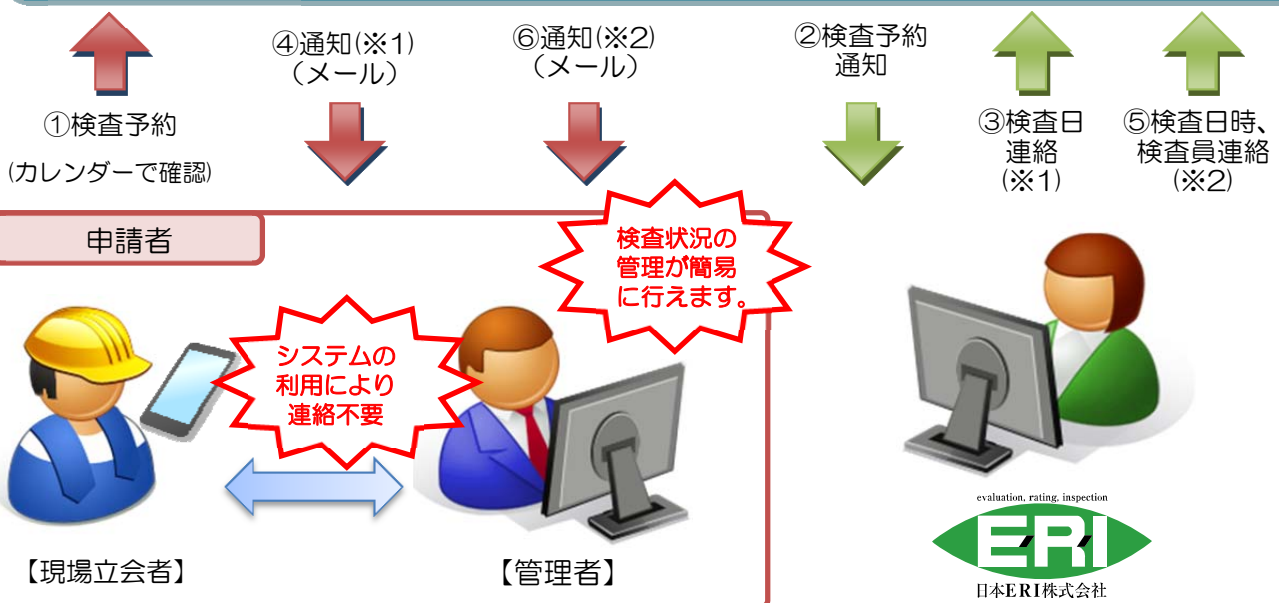 ①検査予約
(カレンダーで確認)
④通知(※1)
（メール）
⑥通知(※2)
（メール）
②検査予約
通知
③検査日
連絡
(※1)
⑤検査日時、
検査員連絡
(※2)
申請者
検査状況の
管理が簡易
に行えます。
システムの
利用により
連絡不要
【現場立会者】
【管理者】
evaluation, rating, inspection
ERI
日本ERI株式会社